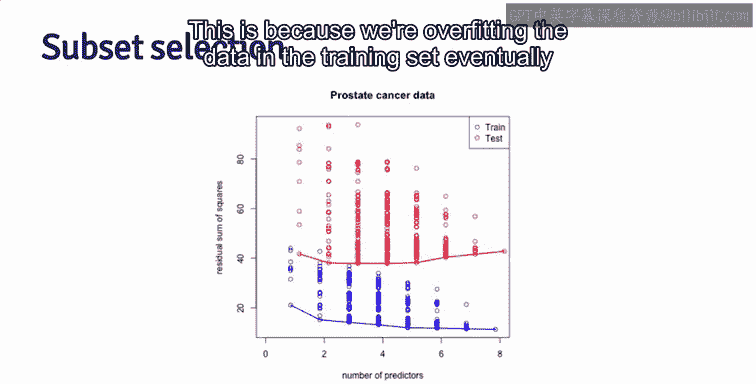 This is because we're overfitting the
Subset selection
data in the training set eventually
Prostate cancer data
Train
Test
residual sum of squares
80
60
40
20
0 2 4 6 8
number of predictors